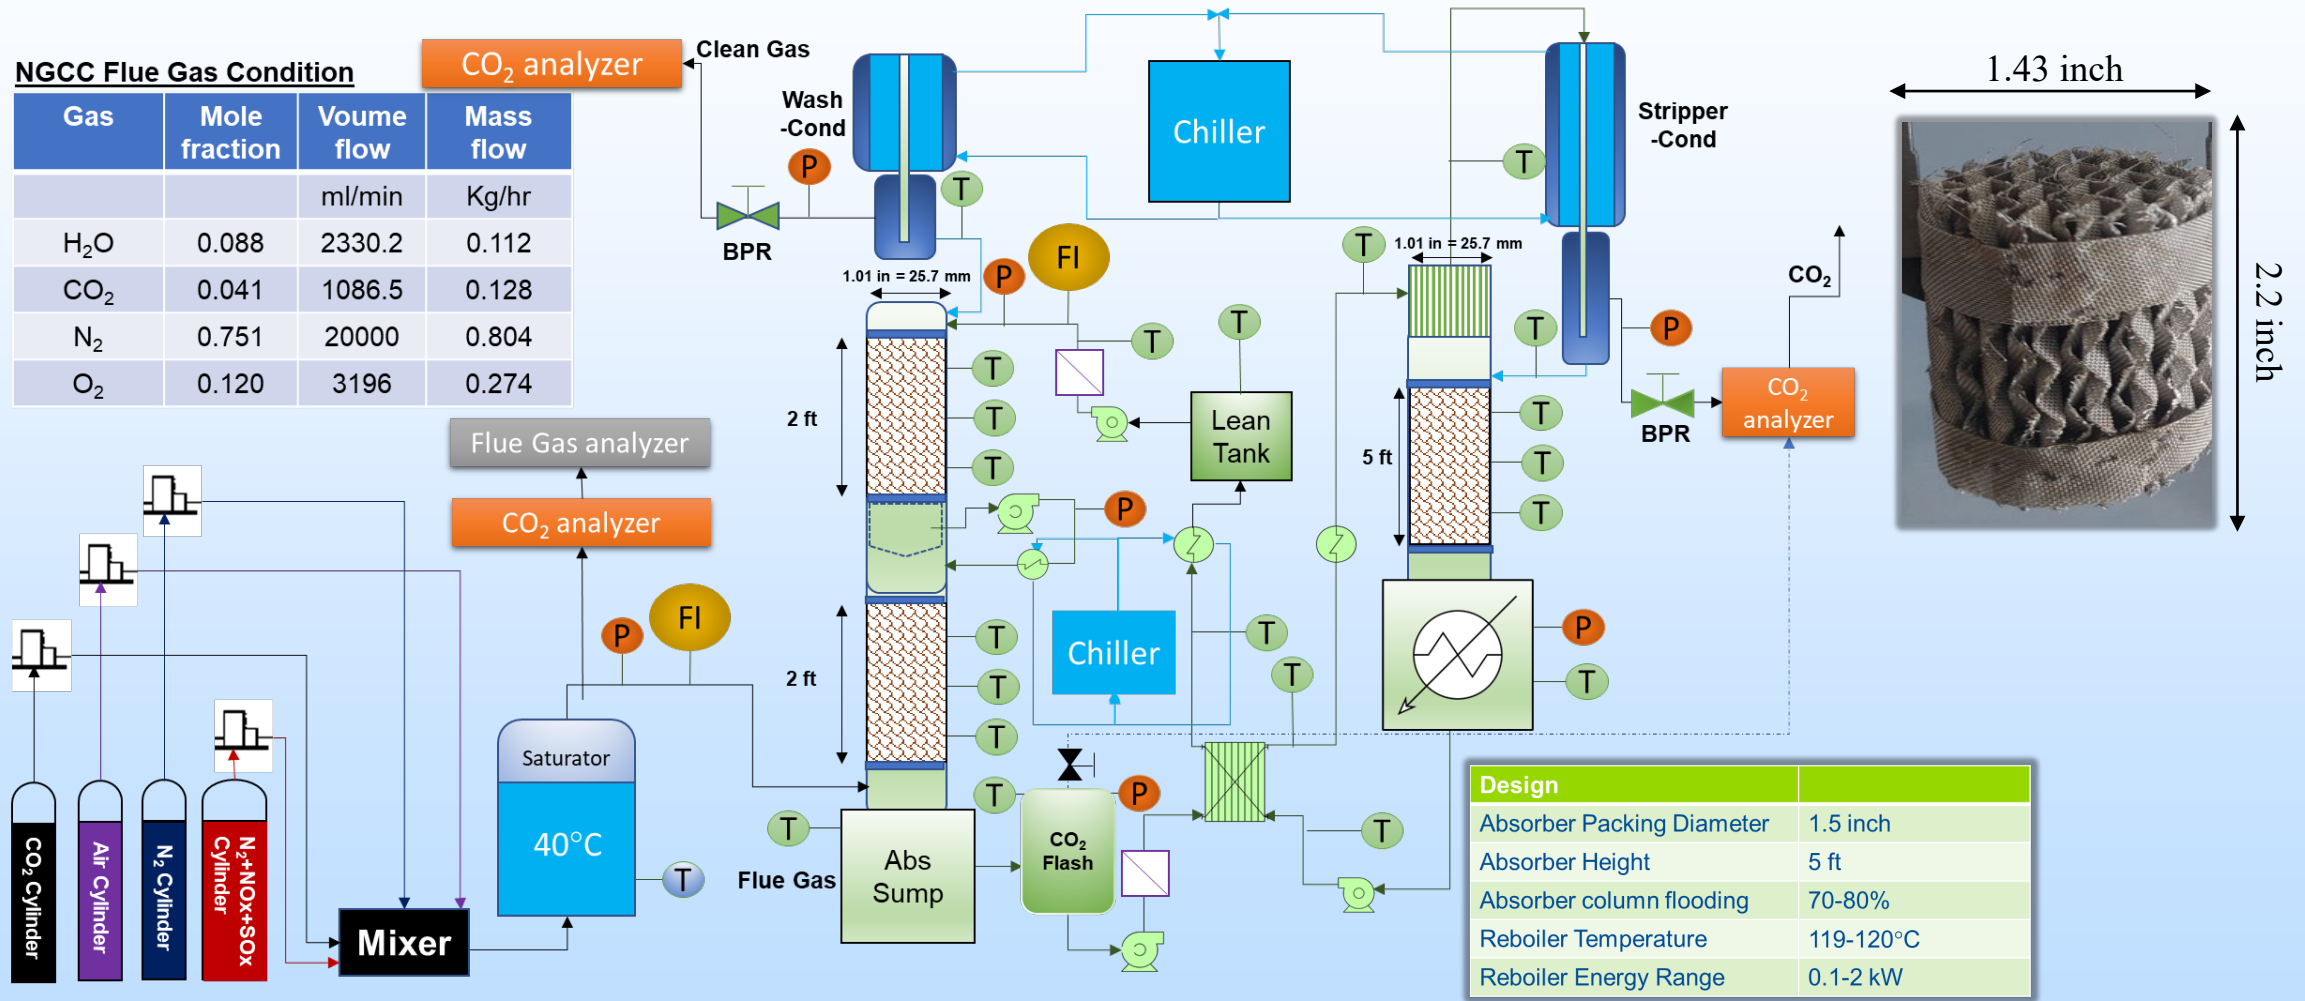 NGCC Flue Gas Condition
Gas
Mole fraction
Voume flow
Mass flow
ml/min
Kg/hr
H₂O 0.088 2330.2 0.112
CO₂ 0.041 1086.5 0.128
N₂ 0.751 20000 0.804
O₂ 0.120 3196 0.274
CO₂ analyzer
Clean Gas
Wash
-Cond
P
T
BPR
Chiller
Stripper
-Cond
T
1.43 inch
2.2 inch
1.01 in = 25.7 mm
P
FI
T
T
1.01 in = 25.7 mm
CO₂
T
P
T
BPR
CO₂
analyzer
2 ft
T
T
T
Lean
Tank
5 ft
T
T
T
Flue Gas analyzer
CO₂ analyzer
P
P
FI
2 ft
T
T
T
Chiller
T
T
P
T
Saturator
40°C
T
T
Flue Gas
Abs
Sump
T
P
CO₂
Flash
T
CO₂ Cylinder
Air Cylinder
N₂ Cylinder
N₂+NOx+SOx
Cylinder
Mixer
Design
Absorber Packing Diameter 1.5 inch
Absorber Height 5 ft
Absorber column flooding 70-80%
Reboiler Temperature 119-120°C
Reboiler Energy Range 0.1-2 kW